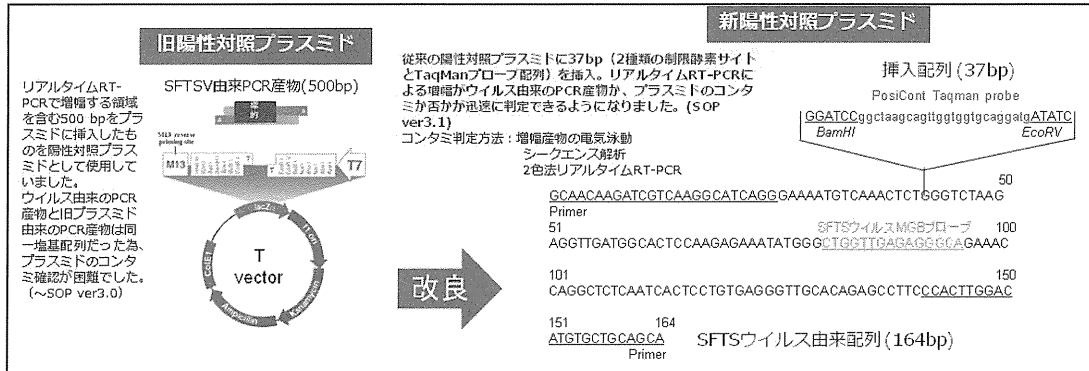 旧陽性対照プラスミド
リアルタイムRT-
PCRで増幅する領域
を含む500 bpをプラ
スミドに挿入したも
のを陽性対照プラス
ミドとして使用して
いました。
ウイルス由来のPCR
産物と旧プラスミド
由来のPCR産物は同
一塩基配列だった為、
プラスミドのコンタ
ミ確認が困難でした。
(～SOP ver3.0)
SFTSV由来PCR産物(500bp)
M13 reverse
priming site
M13
T7
LacZ
f1 ori
Kanamycin
Ampicillin
ColE1
T
vector
改良
新陽性対照プラスミド
従来の陽性対照プラスミドに37bp（2種類の制限酵素サイト
とTaqManプローブ配列）を挿入。リアルタイムRT-PCRに
よる増幅がウイルス由来のPCR産物か、プラスミドのコンタ
ミか否かが迅速に判定できるようになりました。(SOP
ver3.1)
コンタミ判定方法：増幅産物の電気泳動
シークエンス解析
2色法リアルタイムRT-PCR
挿入配列(37bp)
PosiCont Taqman probe
GGATCCggctaagcagttggtggtgcaggatgATATC
BamHI EcoRV
50
GCAACAAGATCGTCAAGGCATCAGGGAAAATGTCAAACTCTGGGTCTAAG
Primer
51 SFTSウイルスMGBプローブ 100
AGGTTGATGGCACTCCAAGAGAAATATGGGCTGGTTGAGAGGGCAGAAAC
101 150
CAGGCTCTCAATCACTCCTGTGAGGGTTGCACAGAGCCTTCCCACTTGGAC
151 164
ATGTGCTGCAGCA
Primer
SFTSウイルス由来配列(164bp)